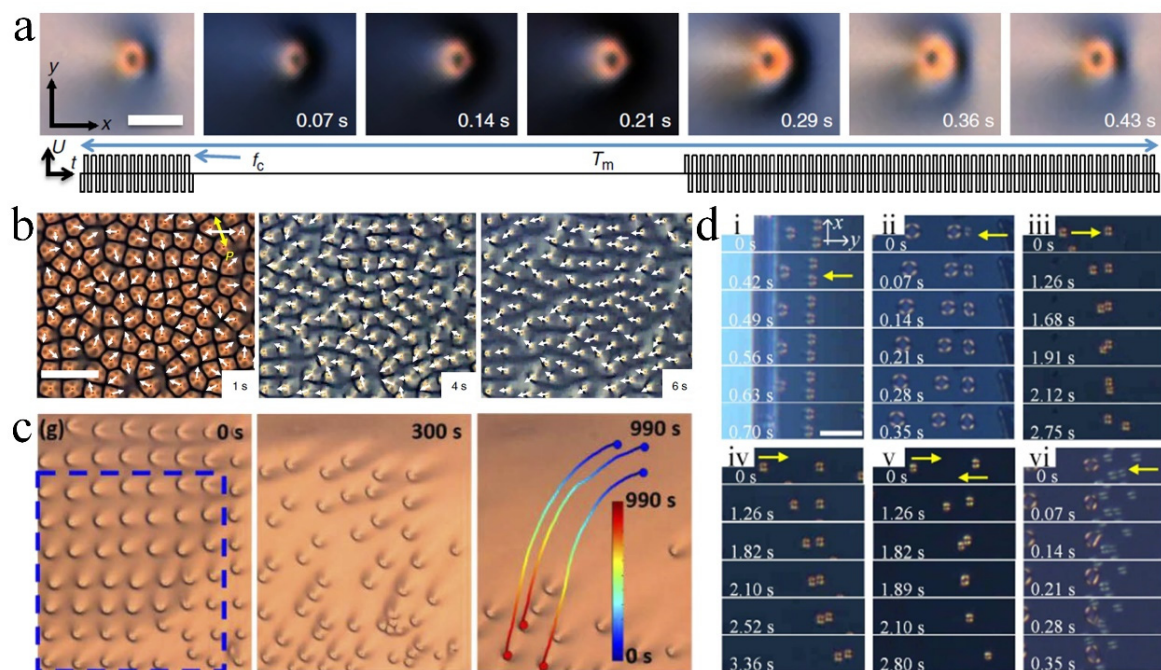 a
y
x
0.07 s
0.14 s
0.21 s
0.29 s
0.36 s
0.43 s
U
t
f_c
T_m
b
A
P
1 s
4 s
6 s
c
(g)
0 s
300 s
990 s
990 s
0 s
d
i
x
y
0 s
0.42 s
0.49 s
0.56 s
0.63 s
0.70 s
ii
0 s
0.07 s
0.14 s
0.21 s
0.28 s
0.35 s
iii
0 s
1.26 s
1.68 s
1.91 s
2.12 s
2.75 s
iv
0 s
1.26 s
1.82 s
2.10 s
2.52 s
3.36 s
v
0 s
1.26 s
1.82 s
1.89 s
2.10 s
2.80 s
vi
0 s
0.07 s
0.14 s
0.21 s
0.28 s
0.35 s